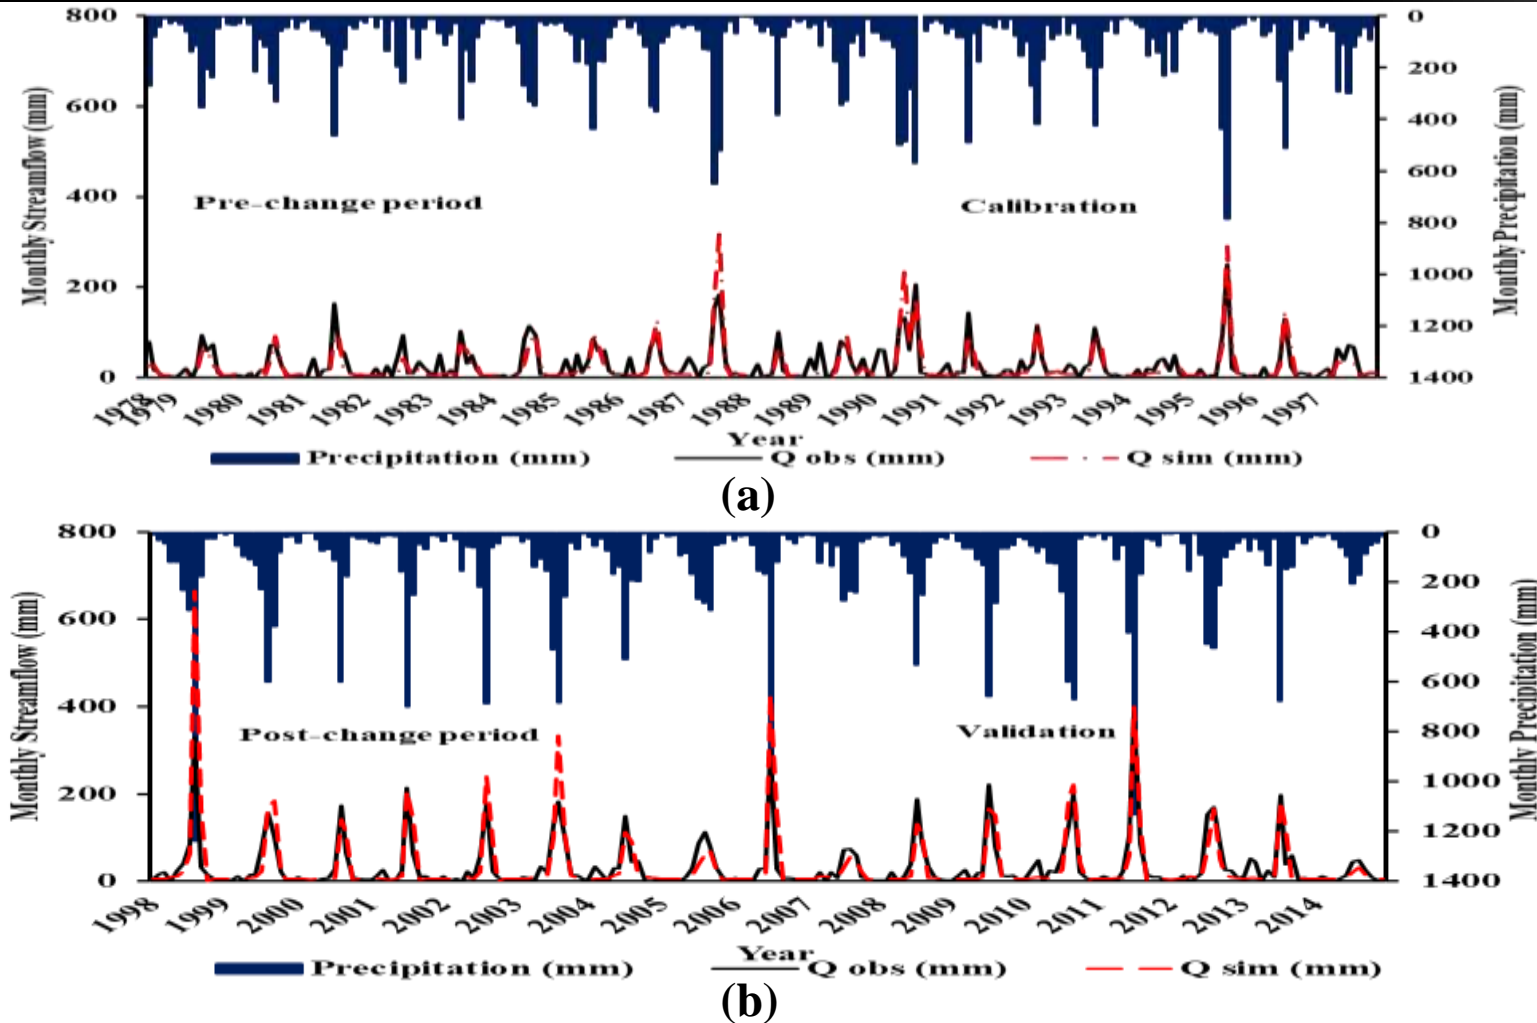 800
600
400
200
0
Monthly Streamflow (mm)
0
200
400
600
800
1000
1200
1400
Monthly Precipitation (mm)
Pre-change period
Calibration
1978 1979 1980 1981 1982 1983 1984 1985 1986 1987 1988 1989 1990 1991 1992 1993 1994 1995 1996 1997
Year
Precipitation (mm) Q obs (mm) Q sim (mm)
(a)
800
600
400
200
0
Monthly Streamflow (mm)
0
200
400
600
800
1000
1200
1400
Monthly Precipitation (mm)
Post-change period
Validation
1998 1999 2000 2001 2002 2003 2004 2005 2006 2007 2008 2009 2010 2011 2012 2013 2014
Year
Precipitation (mm) Q obs (mm) Q sim (mm)
(b)